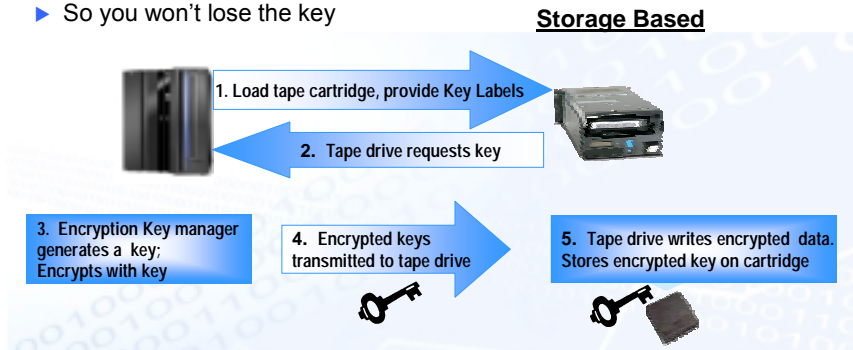 So you won't lose the key
Storage Based
1. Load tape cartridge, provide Key Labels
2. Tape drive requests key
3. Encryption Key manager
generates a key;
Encrypts with key
4. Encrypted keys
transmitted to tape drive
5. Tape drive writes encrypted data.
Stores encrypted key on cartridge